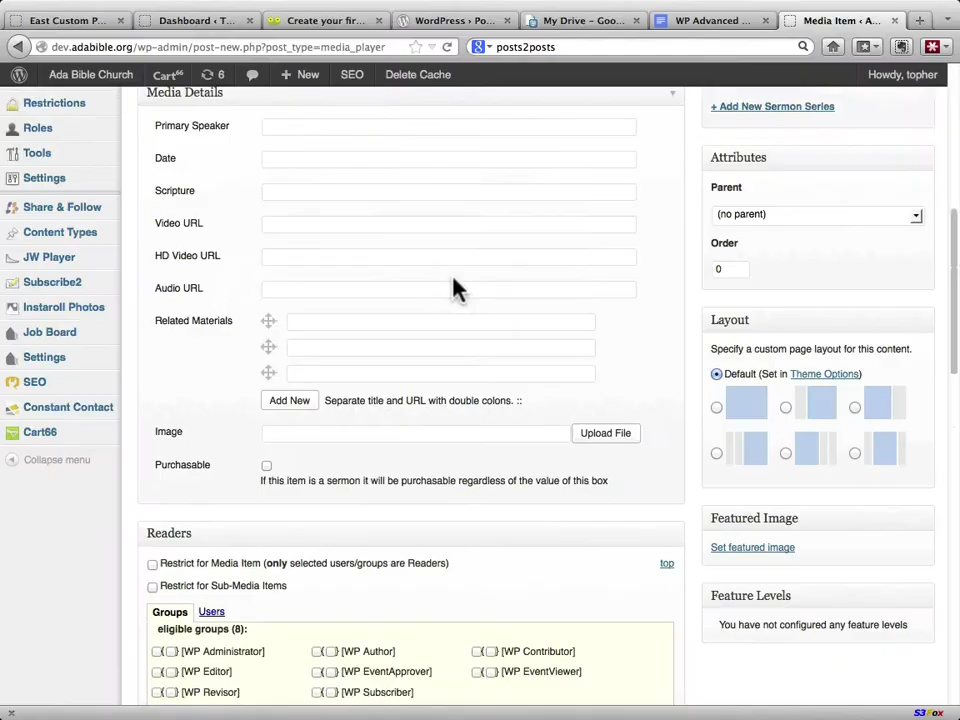 East Custom P...
Dashboard ‹ T...
Create your fir...
WordPress › Po...
My Drive – Goo...
WP Advanced ...
Media Item ‹ A...
dev.adabible.org/wp-admin/post-new.php?post_type=media_player
posts2posts
Ada Bible Church
Cart66
6
New
SEO
Delete Cache
Howdy, topher
Restrictions
Roles
Tools
Settings
Share & Follow
Content Types
JW Player
Subscribe2
Instaroll Photos
Job Board
Settings
SEO
Constant Contact
Cart66
Collapse menu
Media Details
Primary Speaker
Date
Scripture
Video URL
HD Video URL
Audio URL
Related Materials
Add New Separate title and URL with double colons. ::
Image
Upload File
Purchasable
If this item is a sermon it will be purchasable regardless of the value of this box
Readers
Restrict for Media Item (only selected users/groups are Readers)
top
Restrict for Sub-Media Items
Groups Users
eligible groups (8):
[WP Administrator] [WP Author] [WP Contributor]
[WP Editor] [WP EventApprover] [WP EventViewer]
[WP Revisor] [WP Subscriber]
+ Add New Sermon Series
Attributes
Parent
(no parent)
Order
0
Layout
Specify a custom page layout for this content.
Default (Set in Theme Options)
Featured Image
Set featured image
Feature Levels
You have not configured any feature levels
S3Fox